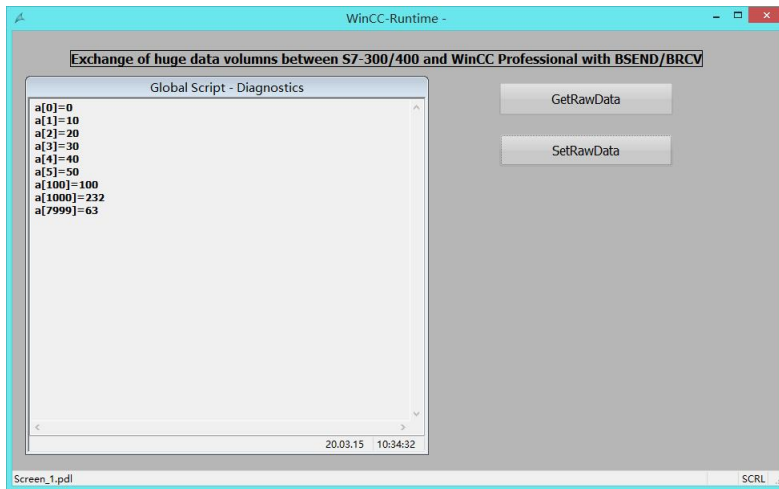 WinCC-Runtime -
Exchange of huge data volumns between S7-300/400 and WinCC Professional with BSEND/BRCV
Global Script - Diagnostics
a[0]=0
a[1]=10
a[2]=20
a[3]=30
a[4]=40
a[5]=50
a[100]=100
a[1000]=232
a[7999]=63
20.03.15 10:34:32
GetRawData
SetRawData
Screen_1.pdl
SCRL